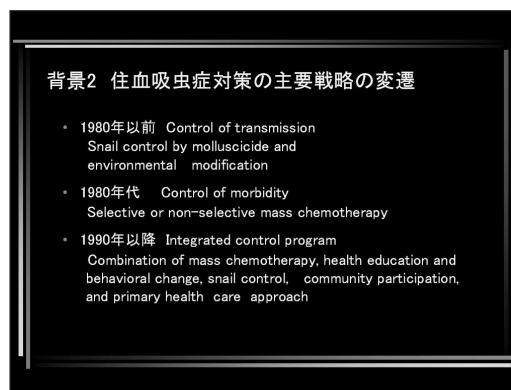 背景2 住血吸虫症対策の主要戦略の変遷
• 1980年以前 Control of transmission
Snail control by molluscicide and
environmental modification
• 1980年代 Control of morbidity
Selective or non-selective mass chemotherapy
• 1990年以降 Integrated control program
Combination of mass chemotherapy, health education and
behavioral change, snail control, community participation,
and primary health care approach